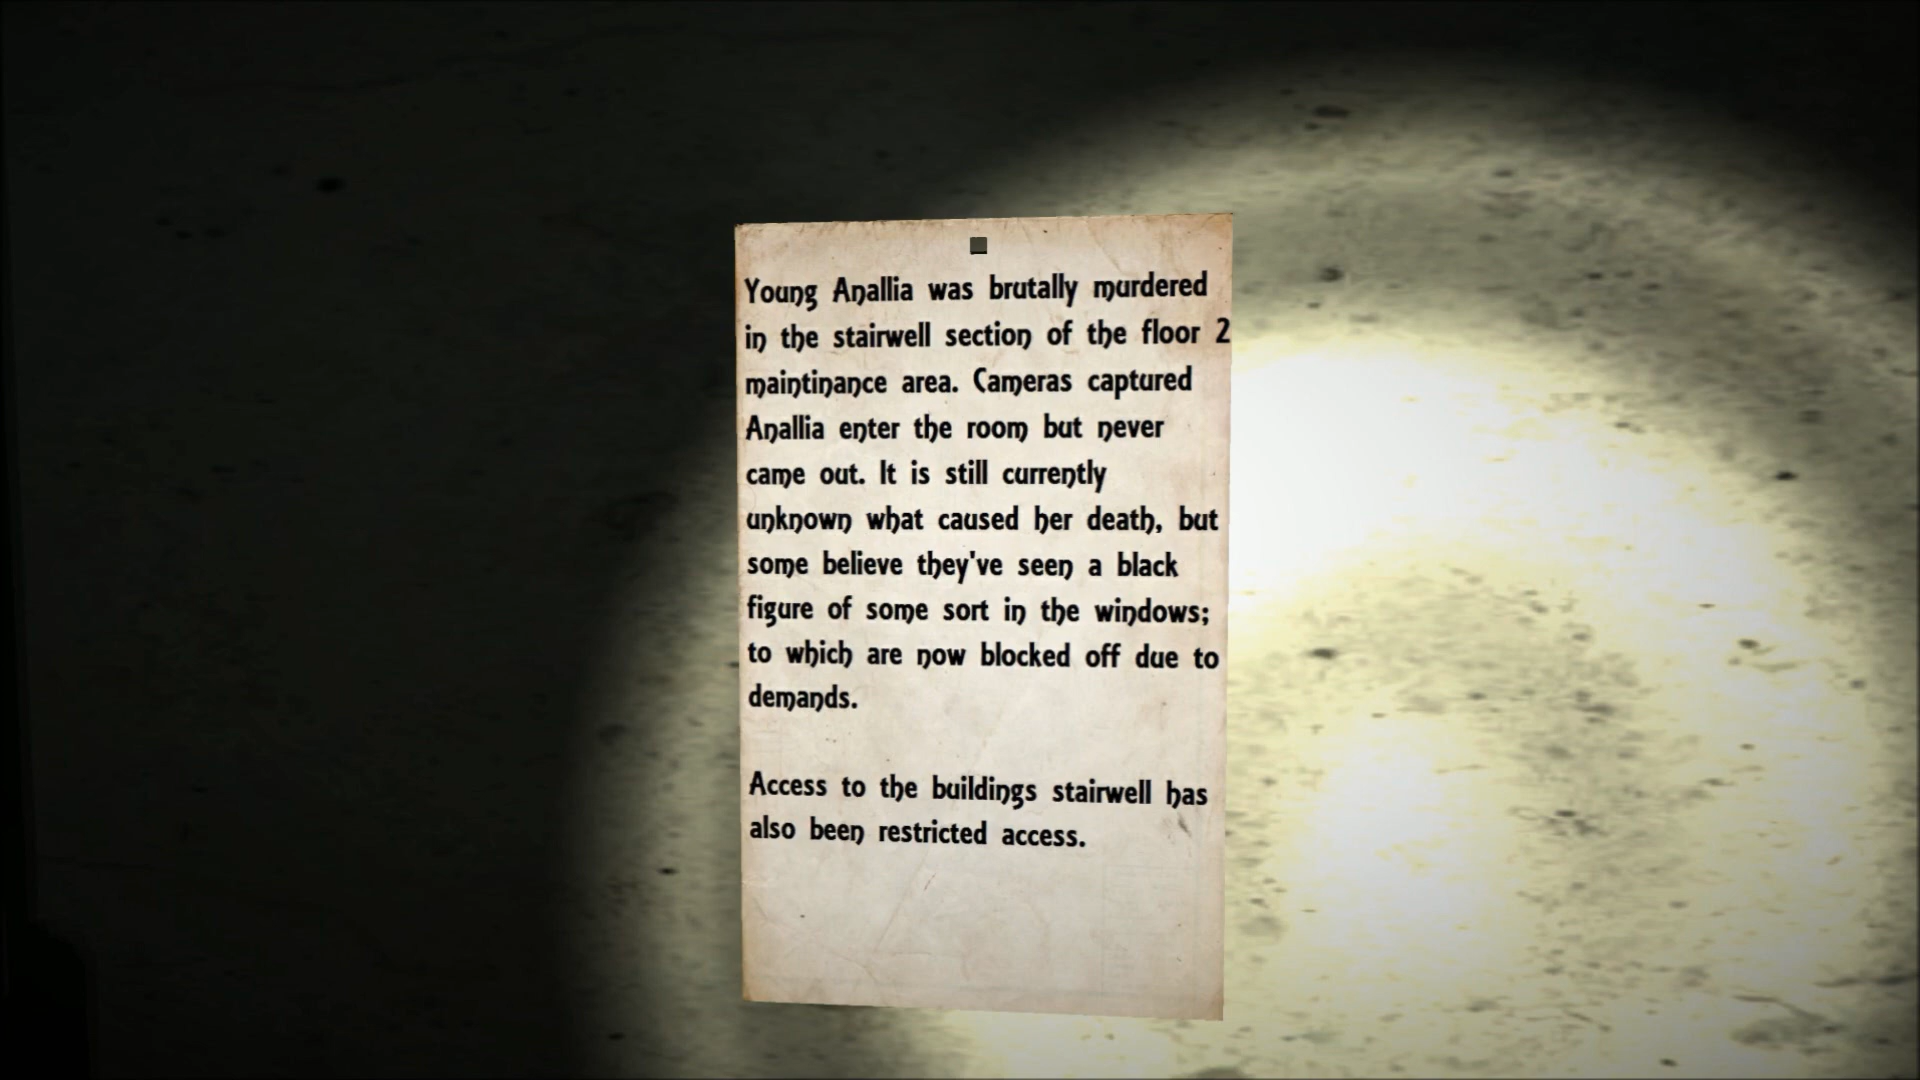 Young Anallia was brutally murdered
in the stairwell section of the floor 2
maintinance area. Cameras captured
Anallia enter the room but never
came out. It is still currently
unknown what caused her death, but
some believe they've seen a black
figure of some sort in the windows;
to which are now blocked off due to
demands.
Access to the buildings stairwell has
also been restricted access.